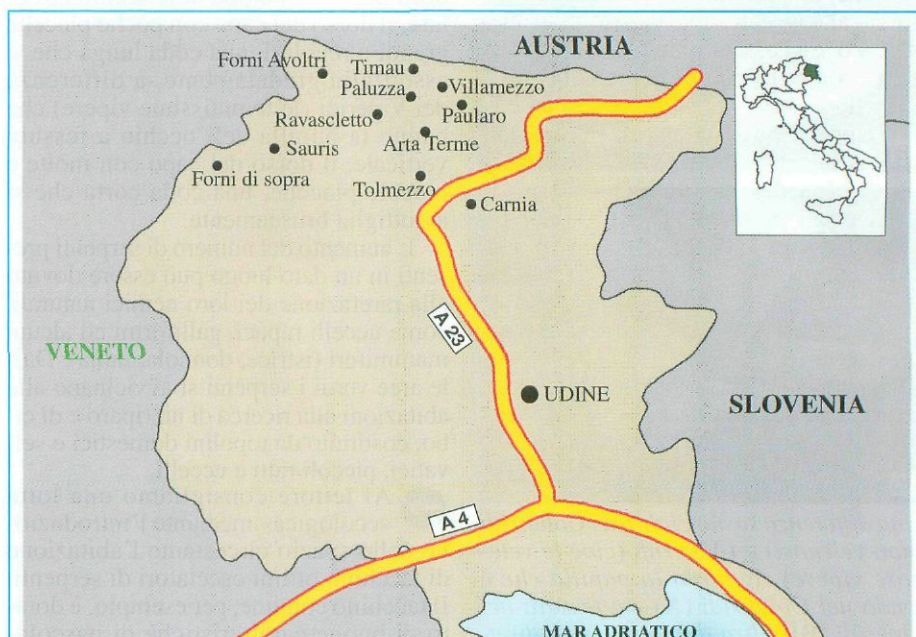 AUSTRIA
Forni Avoltri
Timau
Paluzza
Villamezzo
Ravascletto
Paularo
Sauris
Arta Terme
Forni di sopra
Tolmezzo
Carnia
A 23
VENETO
UDINE
SLOVENIA
A 4
MAR ADRIATICO